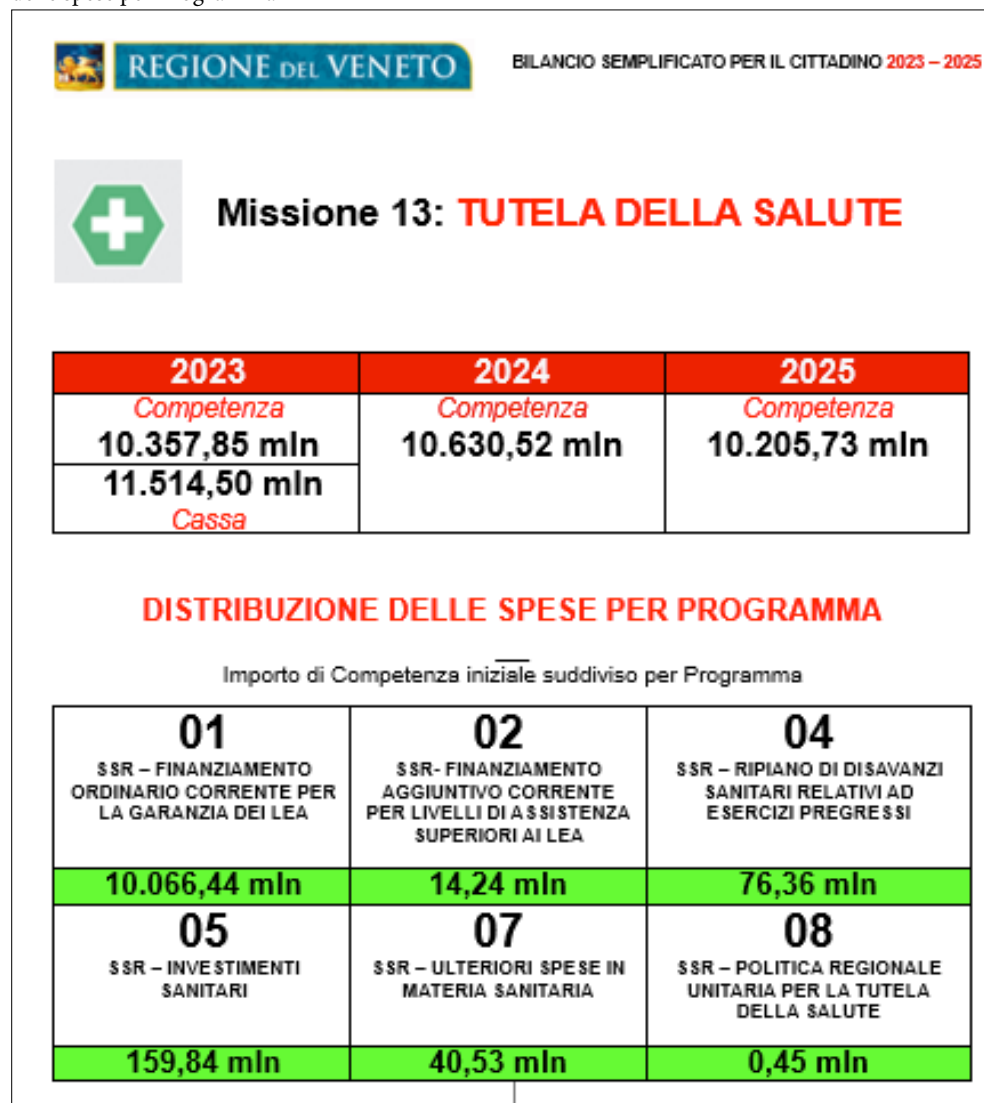 REGIONE DEL VENETO
BILANCIO SEMPLIFICATO PER IL CITTADINO 2023 – 2025
Missione 13: TUTELA DELLA SALUTE
2023 2024 2025
Competenza Competenza Competenza
10.357,85 mln 10.630,52 mln 10.205,73 mln
11.514,50 mln
Cassa
DISTRIBUZIONE DELLE SPESE PER PROGRAMMA
Importo di Competenza iniziale suddiviso per Programma
01
SSR – FINANZIAMENTO
ORDINARIO CORRENTE PER
LA GARANZIA DEI LEA
10.066,44 mln
02
SSR- FINANZIAMENTO
AGGIUNTIVO CORRENTE
PER LIVELLI DI ASSISTENZA
SUPERIORI AI LEA
14,24 mln
04
SSR – RIPIANO DI DISAVANZI
SANITARI RELATIVI AD
ESERCIZI PREGRESSI
76,36 mln
05
SSR – INVESTIMENTI
SANITARI
159,84 mln
07
SSR – ULTERIORI SPESE IN
MATERIA SANITARIA
40,53 mln
08
SSR – POLITICA REGIONALE
UNITARIA PER LA TUTELA
DELLA SALUTE
0,45 mln